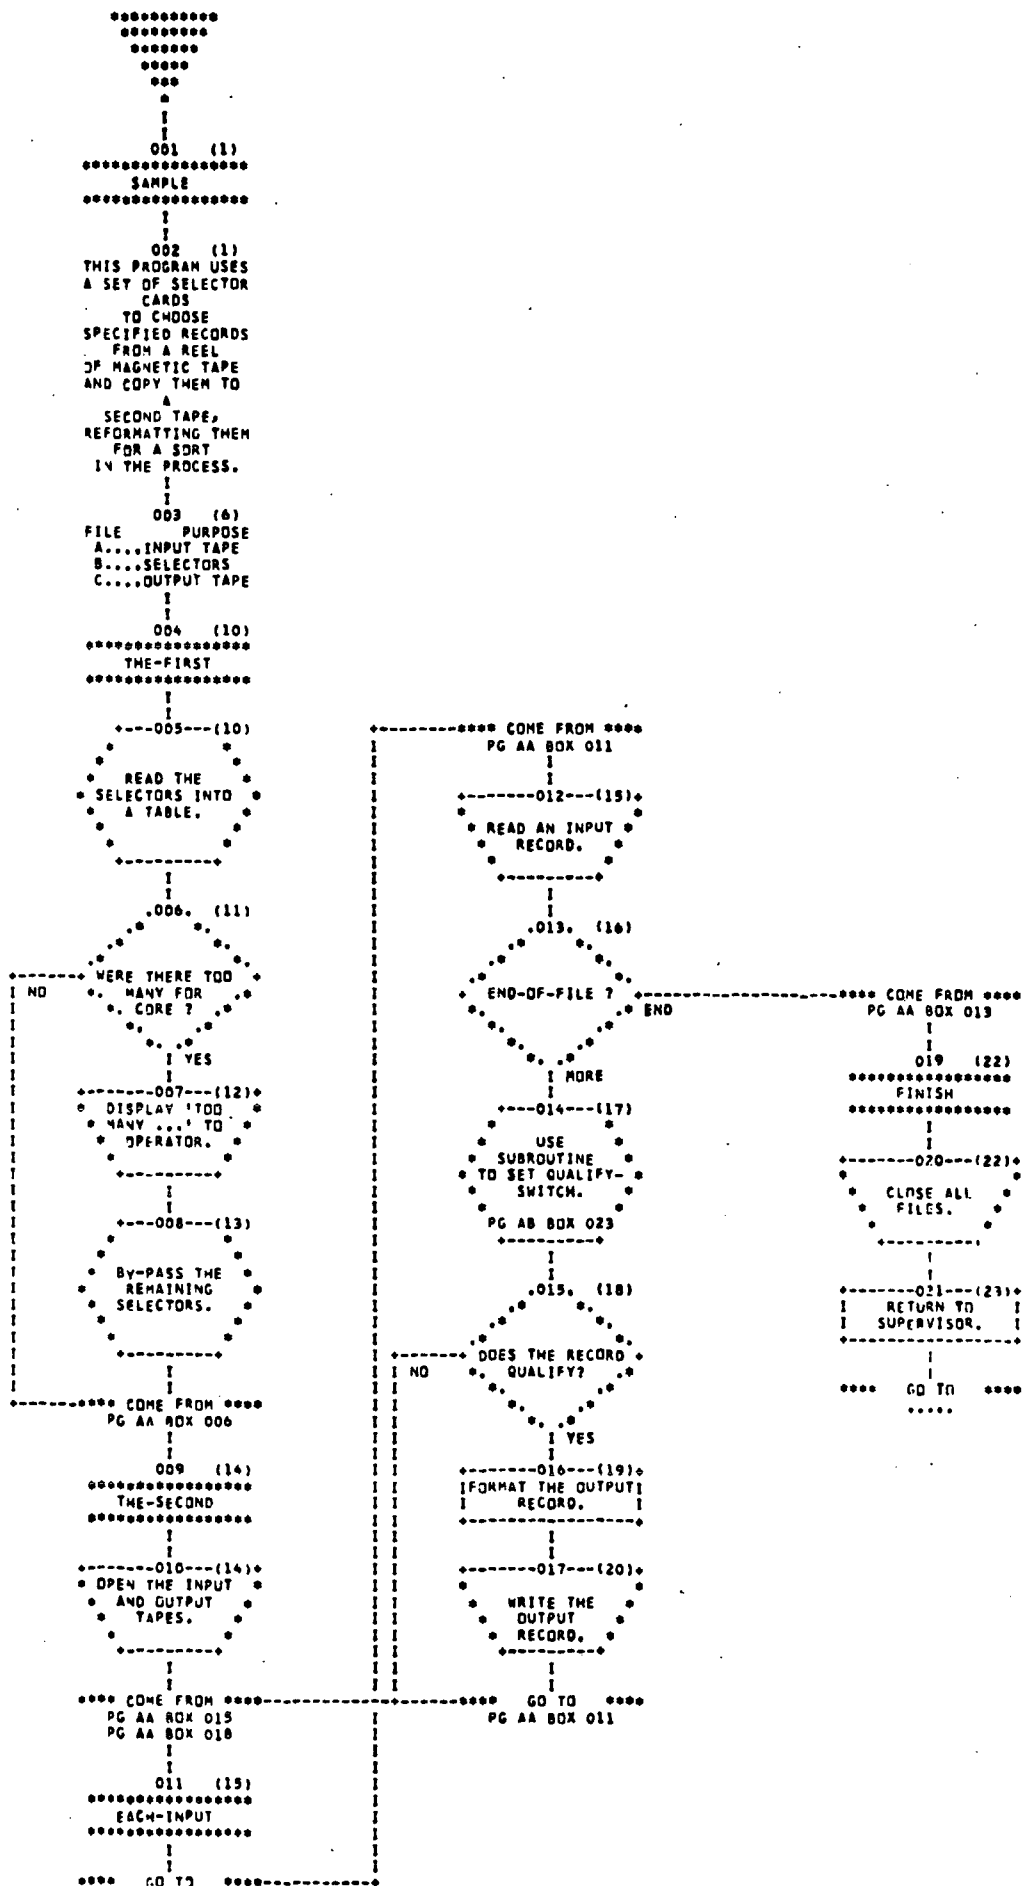 001 (1)
SAMPLE
002 (1)
THIS PROGRAM USES
A SET OF SELECTOR
CARDS
TO CHOOSE
SPECIFIED RECORDS
FROM A REEL
OF MAGNETIC TAPE
AND COPY THEM TO
A
SECOND TAPE,
REFORMATTING THEM
FOR A SORT
IN THE PROCESS.
003 (6)
FILE PURPOSE
A....INPUT TAPE
B....SELECTORS
C....OUTPUT TAPE
004 (10)
THE-FIRST
005 (10)
READ THE
SELECTORS INTO
A TABLE.
006. (11)
WERE THERE TOO
MANY FOR
CORE ?
NO
YES
007 (12)
DISPLAY 'TOO
MANY ...' TO
OPERATOR.
008 (13)
BY-PASS THE
REMAINING
SELECTORS.
COME FROM
PG AA BOX 006
009 (14)
THE-SECOND
010 (14)
OPEN THE INPUT
AND OUTPUT
TAPES.
COME FROM
PG AA BOX 015
PG AA BOX 018
011 (15)
EACH-INPUT
GO TO
COME FROM
PG AA BOX 011
012 (15)
READ AN INPUT
RECORD.
.013. (16)
END-OF-FILE ?
END
MORE
014 (17)
USE
SUBROUTINE
TO SET QUALIFY-
SWITCH.
PG AB BOX 023
.015. (18)
DOES THE RECORD
QUALIFY?
NO
YES
016 (19)
FORMAT THE OUTPUT
RECORD.
017 (20)
WRITE THE
OUTPUT
RECORD.
GO TO
PG AA BOX 011
COME FROM
PG AA BOX 013
019 (22)
FINISH
020 (22)
CLOSE ALL
FILES.
021 (23)
RETURN TO
SUPERVISOR.
GO TO
.....